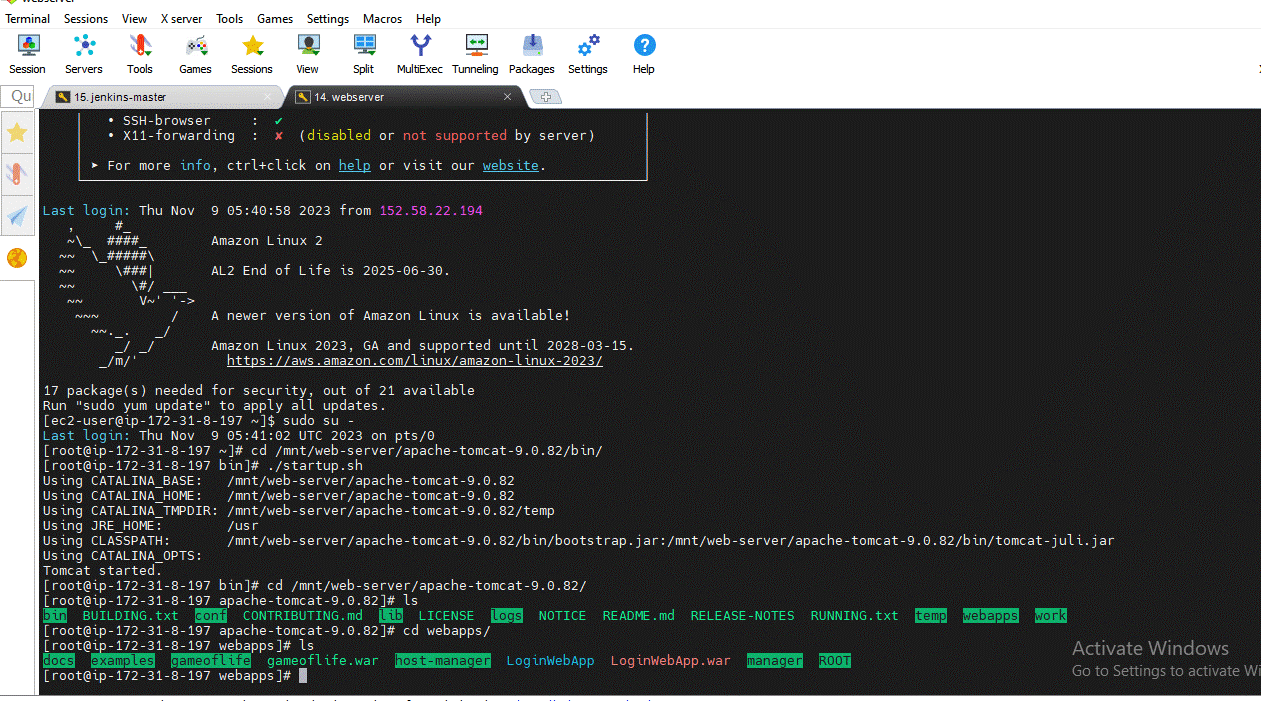 webserver
Terminal Sessions View X server Tools Games Settings Macros Help
Session Servers Tools Games Sessions View Split MultiExec Tunneling Packages Settings Help
Qu 15. jenkins-master 14. webserver
• SSH-browser : ✔
• X11-forwarding : ✘ (disabled or not supported by server)
➤ For more info, ctrl+click on help or visit our website.
Last login: Thu Nov  9 05:40:58 2023 from 152.58.22.194
   ,     #_
   ~\_  ####_        Amazon Linux 2
  ~~  \_#####\
  ~~     \###|       AL2 End of Life is 2025-06-30.
  ~~       \#/ ___
   ~~       V~' '->
    ~~~         /    A newer version of Amazon Linux is available!
      ~~._.   _/
         _/ _/       Amazon Linux 2023, GA and supported until 2028-03-15.
       _/m/'           https://aws.amazon.com/linux/amazon-linux-2023/
17 package(s) needed for security, out of 21 available
Run "sudo yum update" to apply all updates.
[ec2-user@ip-172-31-8-197 ~]$ sudo su -
Last login: Thu Nov  9 05:41:02 UTC 2023 on pts/0
[root@ip-172-31-8-197 ~]# cd /mnt/web-server/apache-tomcat-9.0.82/bin/
[root@ip-172-31-8-197 bin]# ./startup.sh
Using CATALINA_BASE:   /mnt/web-server/apache-tomcat-9.0.82
Using CATALINA_HOME:   /mnt/web-server/apache-tomcat-9.0.82
Using CATALINA_TMPDIR: /mnt/web-server/apache-tomcat-9.0.82/temp
Using JRE_HOME:        /usr
Using CLASSPATH:       /mnt/web-server/apache-tomcat-9.0.82/bin/bootstrap.jar:/mnt/web-server/apache-tomcat-9.0.82/bin/tomcat-juli.jar
Using CATALINA_OPTS:
Tomcat started.
[root@ip-172-31-8-197 bin]# cd /mnt/web-server/apache-tomcat-9.0.82/
[root@ip-172-31-8-197 apache-tomcat-9.0.82]# ls
bin  BUILDING.txt  conf  CONTRIBUTING.md  lib  LICENSE  logs  NOTICE  README.md  RELEASE-NOTES  RUNNING.txt  temp  webapps  work
[root@ip-172-31-8-197 apache-tomcat-9.0.82]# cd webapps/
[root@ip-172-31-8-197 webapps]# ls
docs  examples  gameoflife  gameoflife.war  host-manager  LoginWebApp  LoginWebApp.war  manager  ROOT
[root@ip-172-31-8-197 webapps]#
Activate Windows
Go to Settings to activate Wi